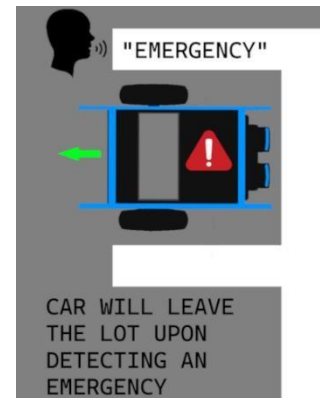 "EMERGENCY"
CAR WILL LEAVE
THE LOT UPON
DETECTING AN
EMERGENCY